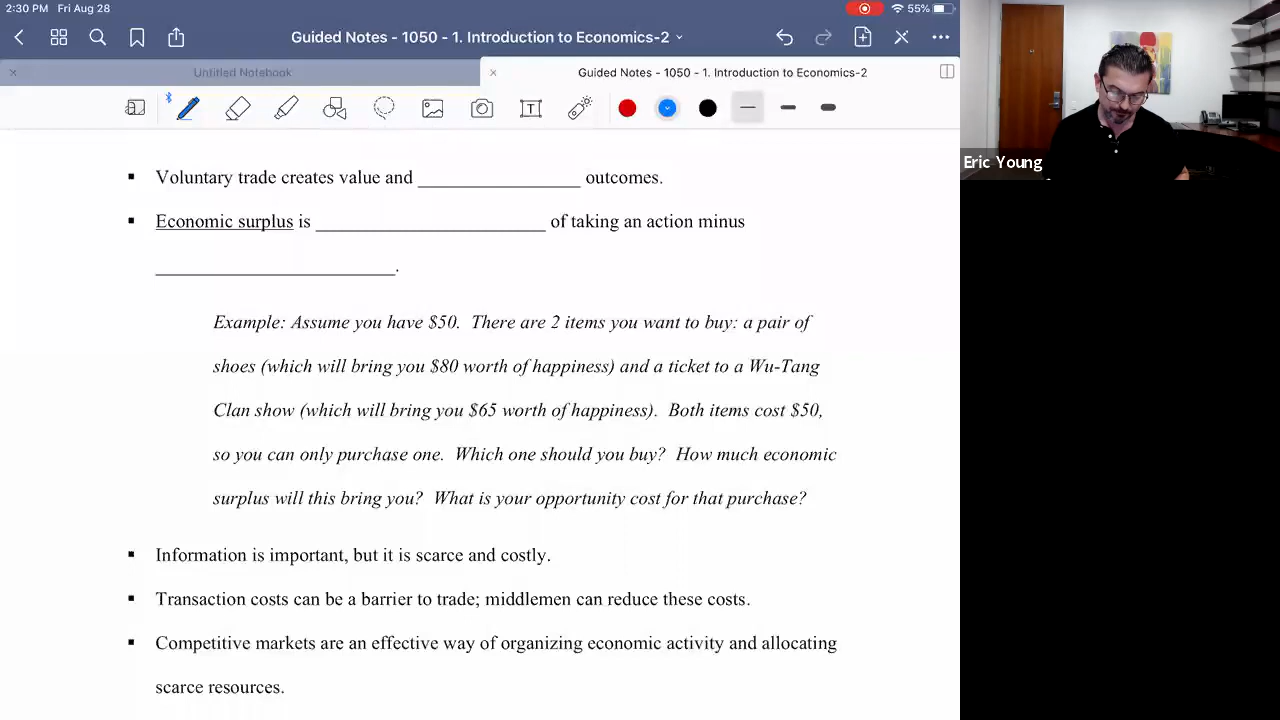 2:30 PM Fri Aug 28
55%
Guided Notes - 1050 - 1. Introduction to Economics-2
Untitled Notebook
Guided Notes - 1050 - 1. Introduction to Economics-2
T
Eric Young
▪ Voluntary trade creates value and _________________ outcomes.
▪ Economic surplus is ________________________ of taking an action minus
_________________________.
Example: Assume you have $50. There are 2 items you want to buy: a pair of
shoes (which will bring you $80 worth of happiness) and a ticket to a Wu-Tang
Clan show (which will bring you $65 worth of happiness). Both items cost $50,
so you can only purchase one. Which one should you buy? How much economic
surplus will this bring you? What is your opportunity cost for that purchase?
▪ Information is important, but it is scarce and costly.
▪ Transaction costs can be a barrier to trade; middlemen can reduce these costs.
▪ Competitive markets are an effective way of organizing economic activity and allocating
scarce resources.